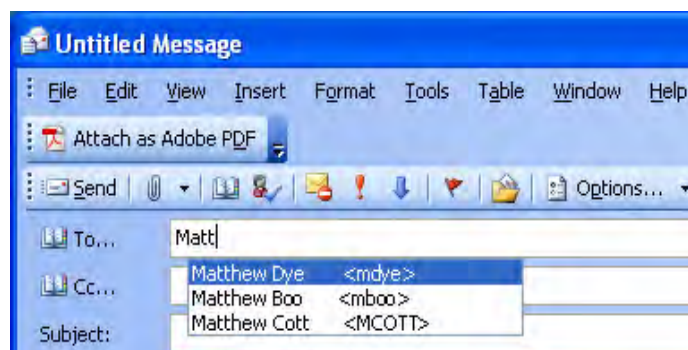 Untitled Message
File Edit View Insert Format Tools Table Window Help
Attach as Adobe PDF
Send Options...
To... Matt
Matthew Dye <mdye>
Cc...
Matthew Boo <mboo>
Matthew Cott <MCOTT>
Subject: